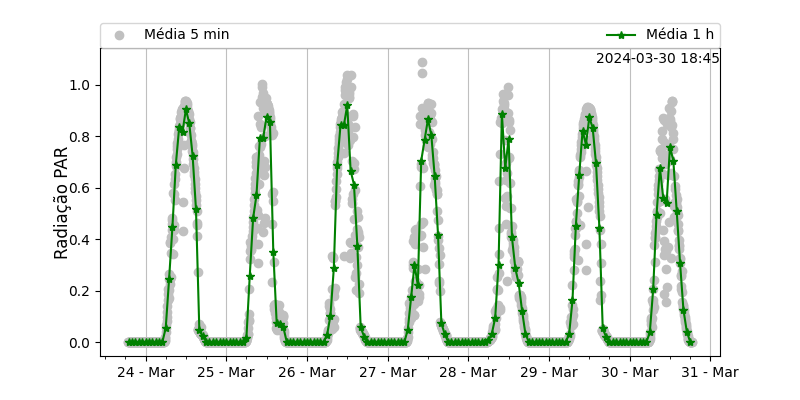 Média 5 min
Média 1 h
2024-03-30 18:45
Radiação PAR
1.0
0.8
0.6
0.4
0.2
0.0
24 - Mar
25 - Mar
26 - Mar
27 - Mar
28 - Mar
29 - Mar
30 - Mar
31 - Mar